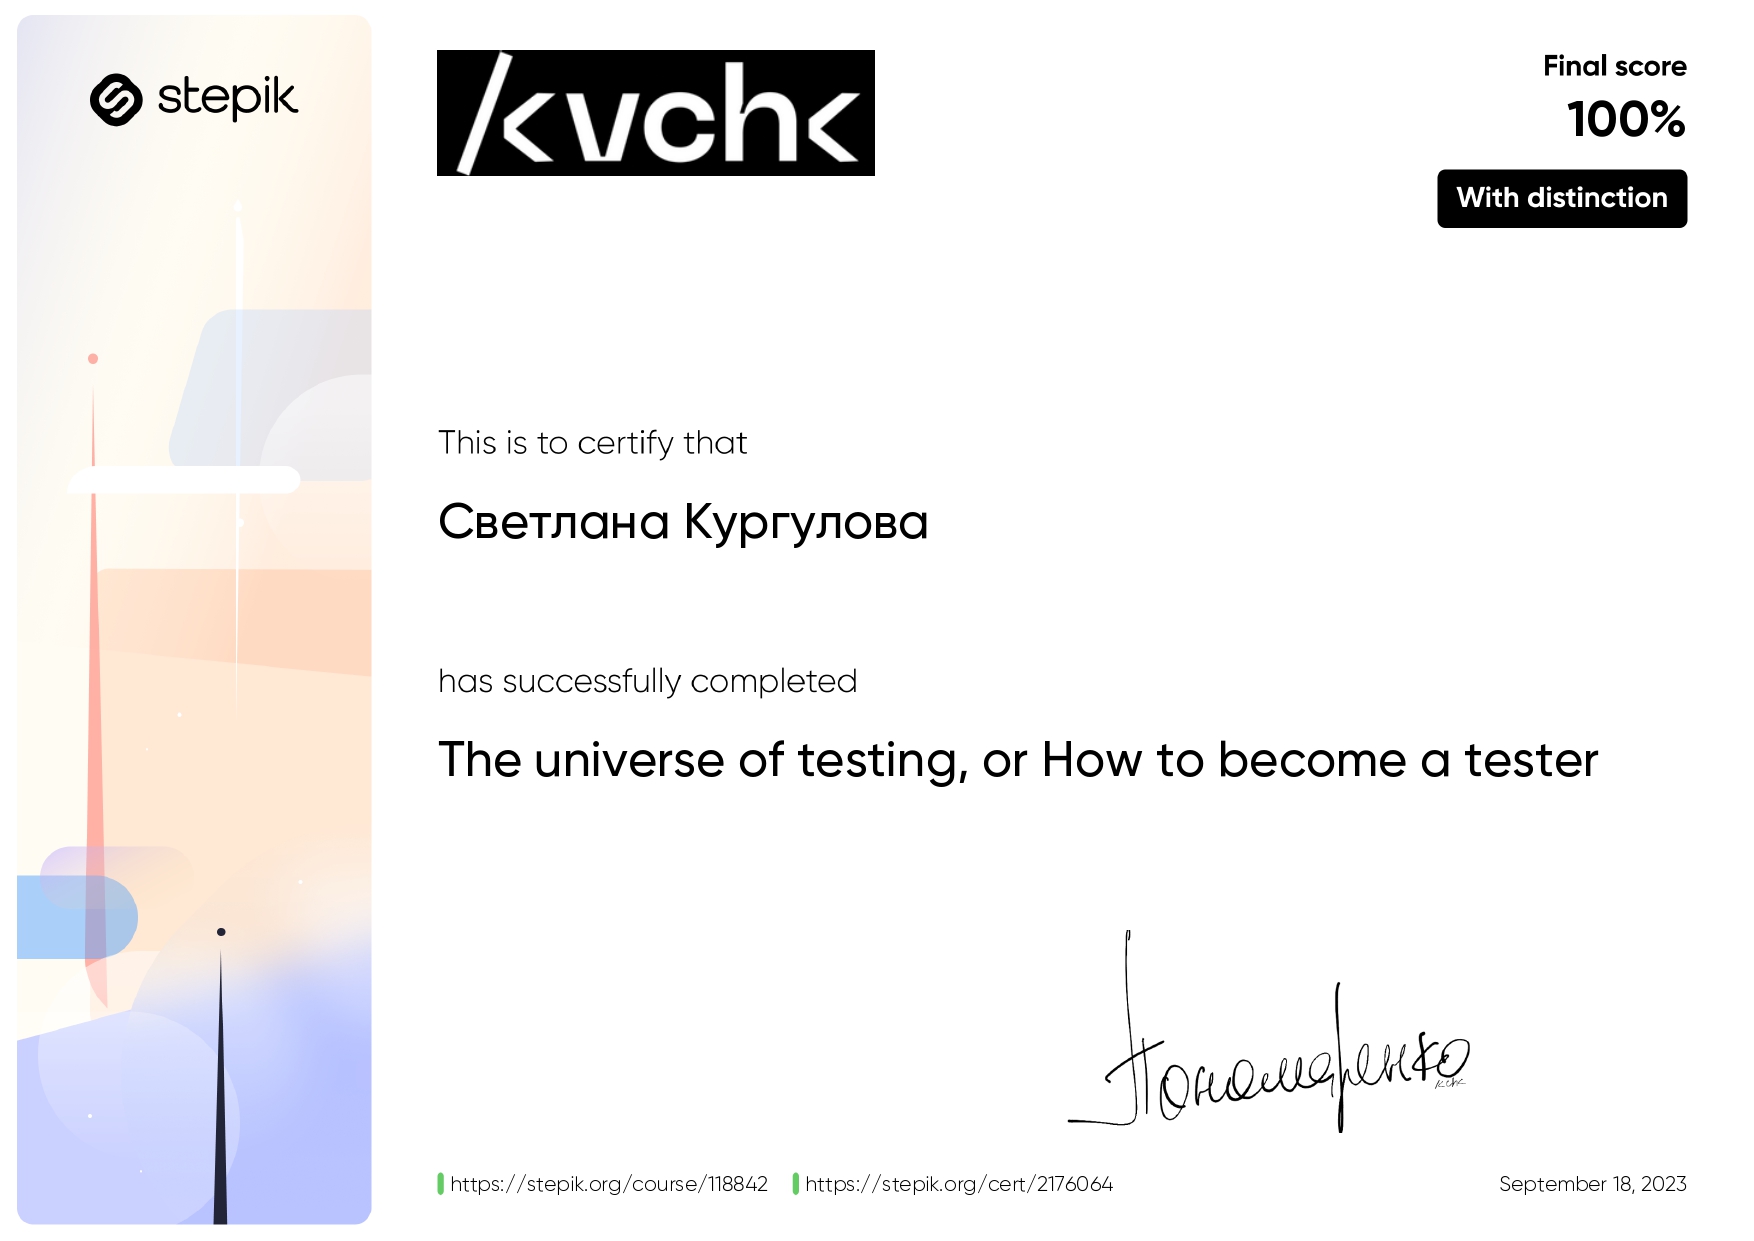 stepik
/kvchk
Final score
100%
With distinction
This is to certify that
Светлана Кургулова
has successfully completed
The universe of testing, or How to become a tester
Пономаренко
https://stepik.org/course/118842
https://stepik.org/cert/2176064
September 18, 2023